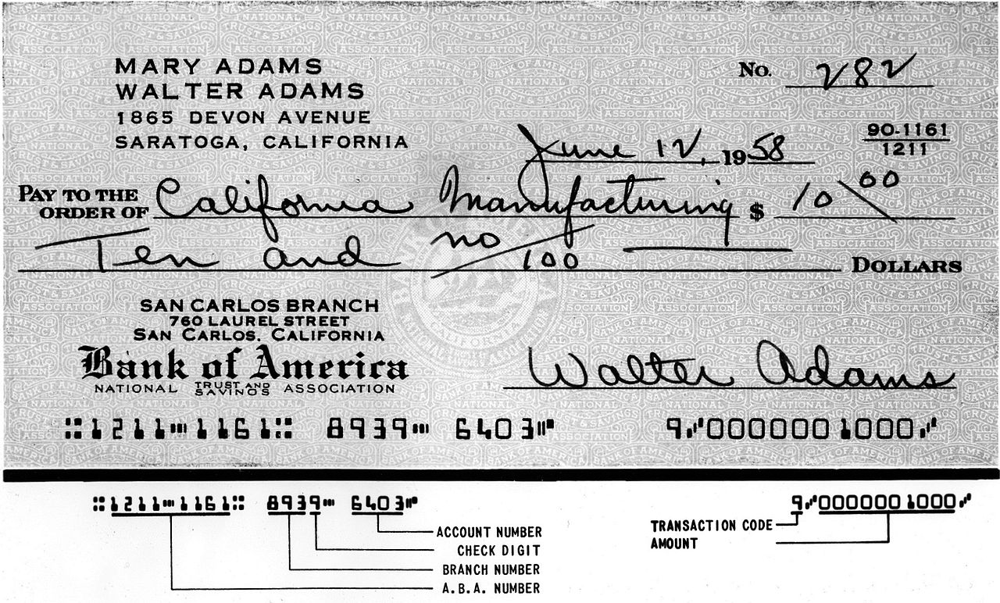 MARY ADAMS
WALTER ADAMS
1865 DEVON AVENUE
SARATOGA, CALIFORNIA
No. 282
90-1161
1211
June 12, 1958
PAY TO THE ORDER OF California Manufacturing $ 10 00
Ten and no/100 DOLLARS
SAN CARLOS BRANCH
760 LAUREL STREET
SAN CARLOS, CALIFORNIA
Bank of America
NATIONAL TRUST AND SAVINGS ASSOCIATION
Walter Adams
⑆1211⑉1161⑆ 8939⑉ 6403⑈ 9⑇0000001000⑇
⑆1211⑉1161⑆ 8939⑉ 6403⑈ 9⑇0000001000⑇
ACCOUNT NUMBER
CHECK DIGIT
BRANCH NUMBER
A.B.A. NUMBER
TRANSACTION CODE
AMOUNT